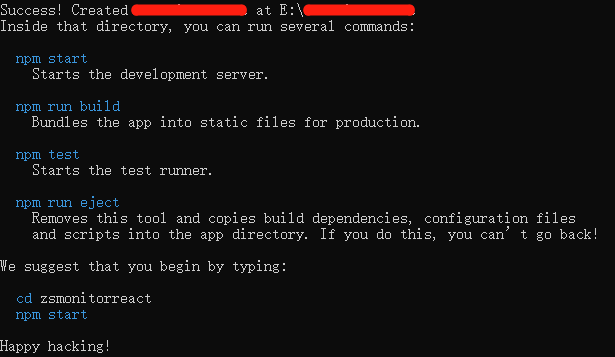 Success! Created at E:\
Inside that directory, you can run several commands:
npm start
Starts the development server.
npm run build
Bundles the app into static files for production.
npm test
Starts the test runner.
npm run eject
Removes this tool and copies build dependencies, configuration files
and scripts into the app directory. If you do this, you can’t go back!
We suggest that you begin by typing:
cd zsmonitorreact
npm start
Happy hacking!